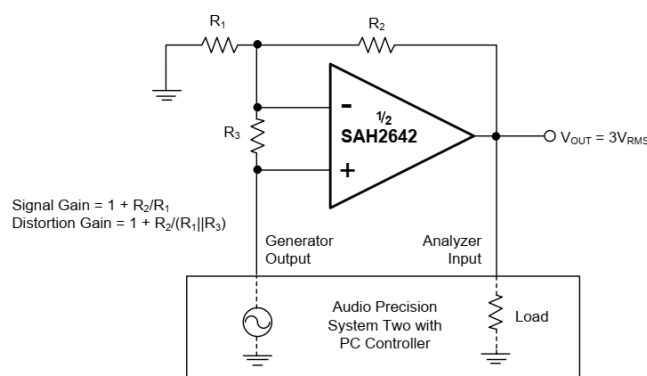 R1
R2
R3
-
½
SAH2642
+
VOUT = 3VRMS
Signal Gain = 1 + R2/R1
Distortion Gain = 1 + R2/(R1||R3)
Generator
Output
Analyzer
Input
Audio Precision
System Two with
PC Controller
Load